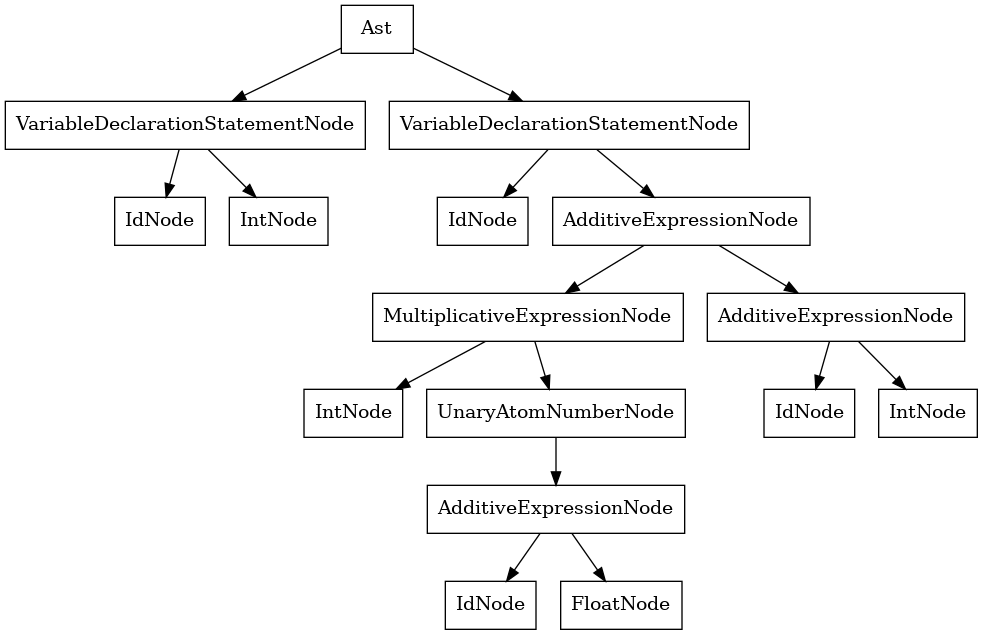 Ast
VariableDeclarationStatementNode
VariableDeclarationStatementNode
IdNode
IntNode
IdNode
AdditiveExpressionNode
MultiplicativeExpressionNode
AdditiveExpressionNode
IntNode
UnaryAtomNumberNode
IdNode
IntNode
AdditiveExpressionNode
IdNode
FloatNode